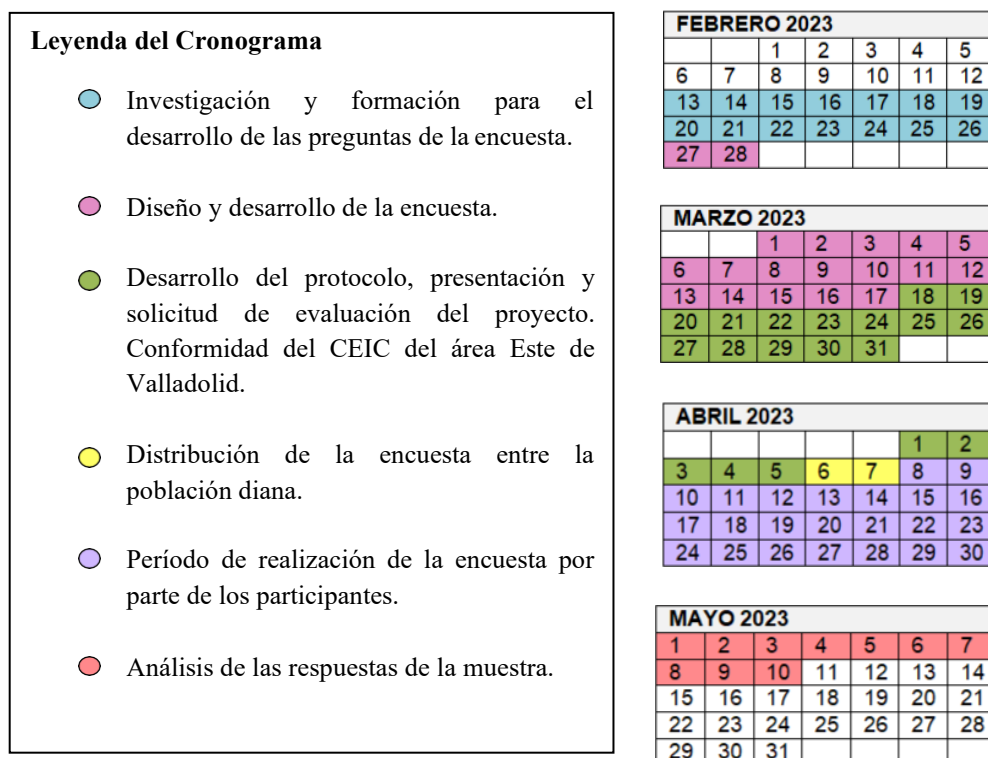 Leyenda del Cronograma
Investigación y formación para el
desarrollo de las preguntas de la encuesta.
Diseño y desarrollo de la encuesta.
Desarrollo del protocolo, presentación y
solicitud de evaluación del proyecto.
Conformidad del CEIC del área Este de
Valladolid.
Distribución de la encuesta entre la
población diana.
Período de realización de la encuesta por
parte de los participantes.
Análisis de las respuestas de la muestra.
FEBRERO 2023
1 2 3 4 5
6 7 8 9 10 11 12
13 14 15 16 17 18 19
20 21 22 23 24 25 26
27 28
MARZO 2023
1 2 3 4 5
6 7 8 9 10 11 12
13 14 15 16 17 18 19
20 21 22 23 24 25 26
27 28 29 30 31
ABRIL 2023
1 2
3 4 5 6 7 8 9
10 11 12 13 14 15 16
17 18 19 20 21 22 23
24 25 26 27 28 29 30
MAYO 2023
1 2 3 4 5 6 7
8 9 10 11 12 13 14
15 16 17 18 19 20 21
22 23 24 25 26 27 28
29 30 31